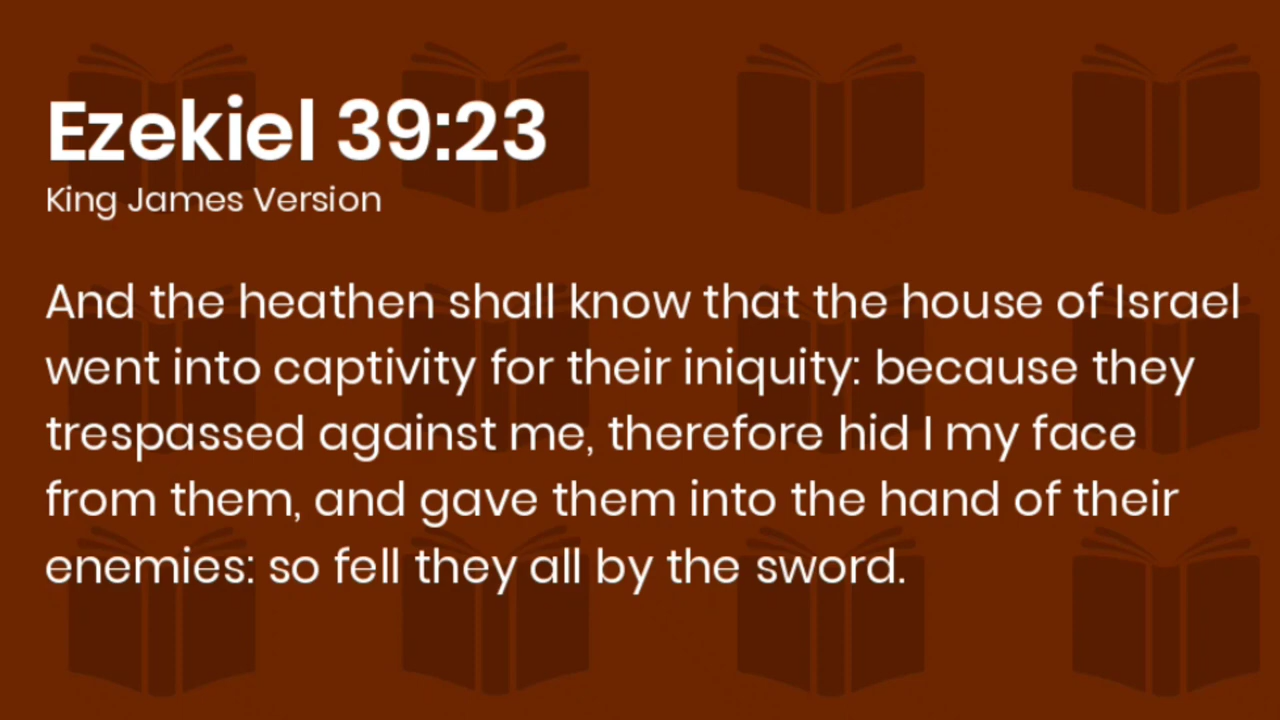 Ezekiel 39:23
King James Version
And the heathen shall know that the house of Israel
went into captivity for their iniquity: because they
trespassed against me, therefore hid I my face
from them, and gave them into the hand of their
enemies: so fell they all by the sword.